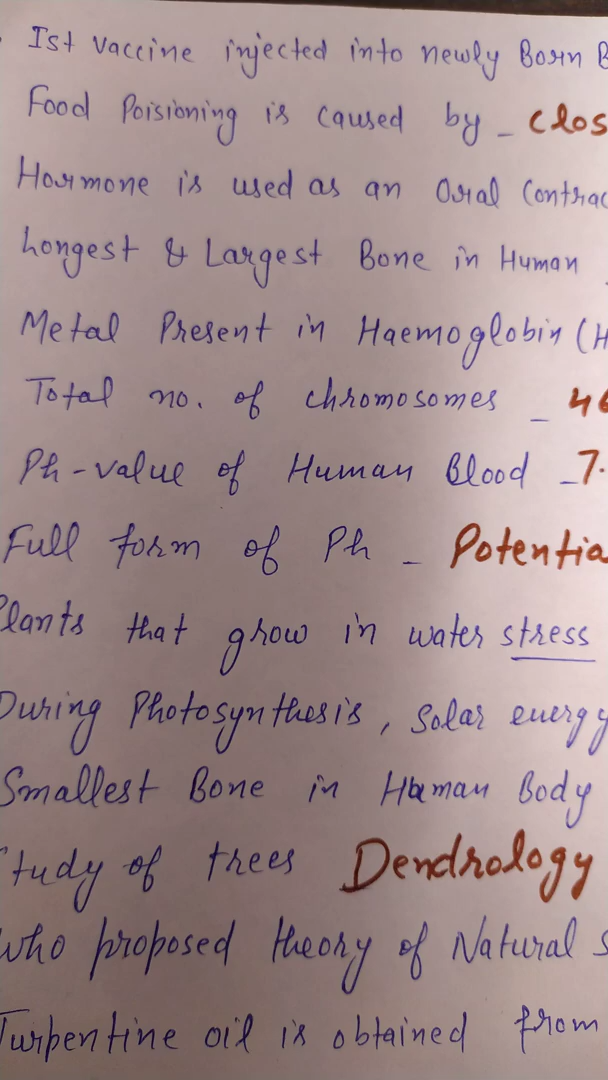 Ist vaccine injected into newly Born B
Food Poisioning is caused by - Clos
Hormone is used as an Oral Contrac
Longest & Largest Bone in Human
Metal Present in Haemoglobin (H
Total no. of chromosomes - 46
Ph-value of Human Blood - 7.
Full form of Ph - Potentia
Plants that grow in water stress
During Photosynthesis, Solar energy
Smallest Bone in Human Body
Study of trees Dendrology
Who proposed theory of Natural S
Turpentine oil is obtained from